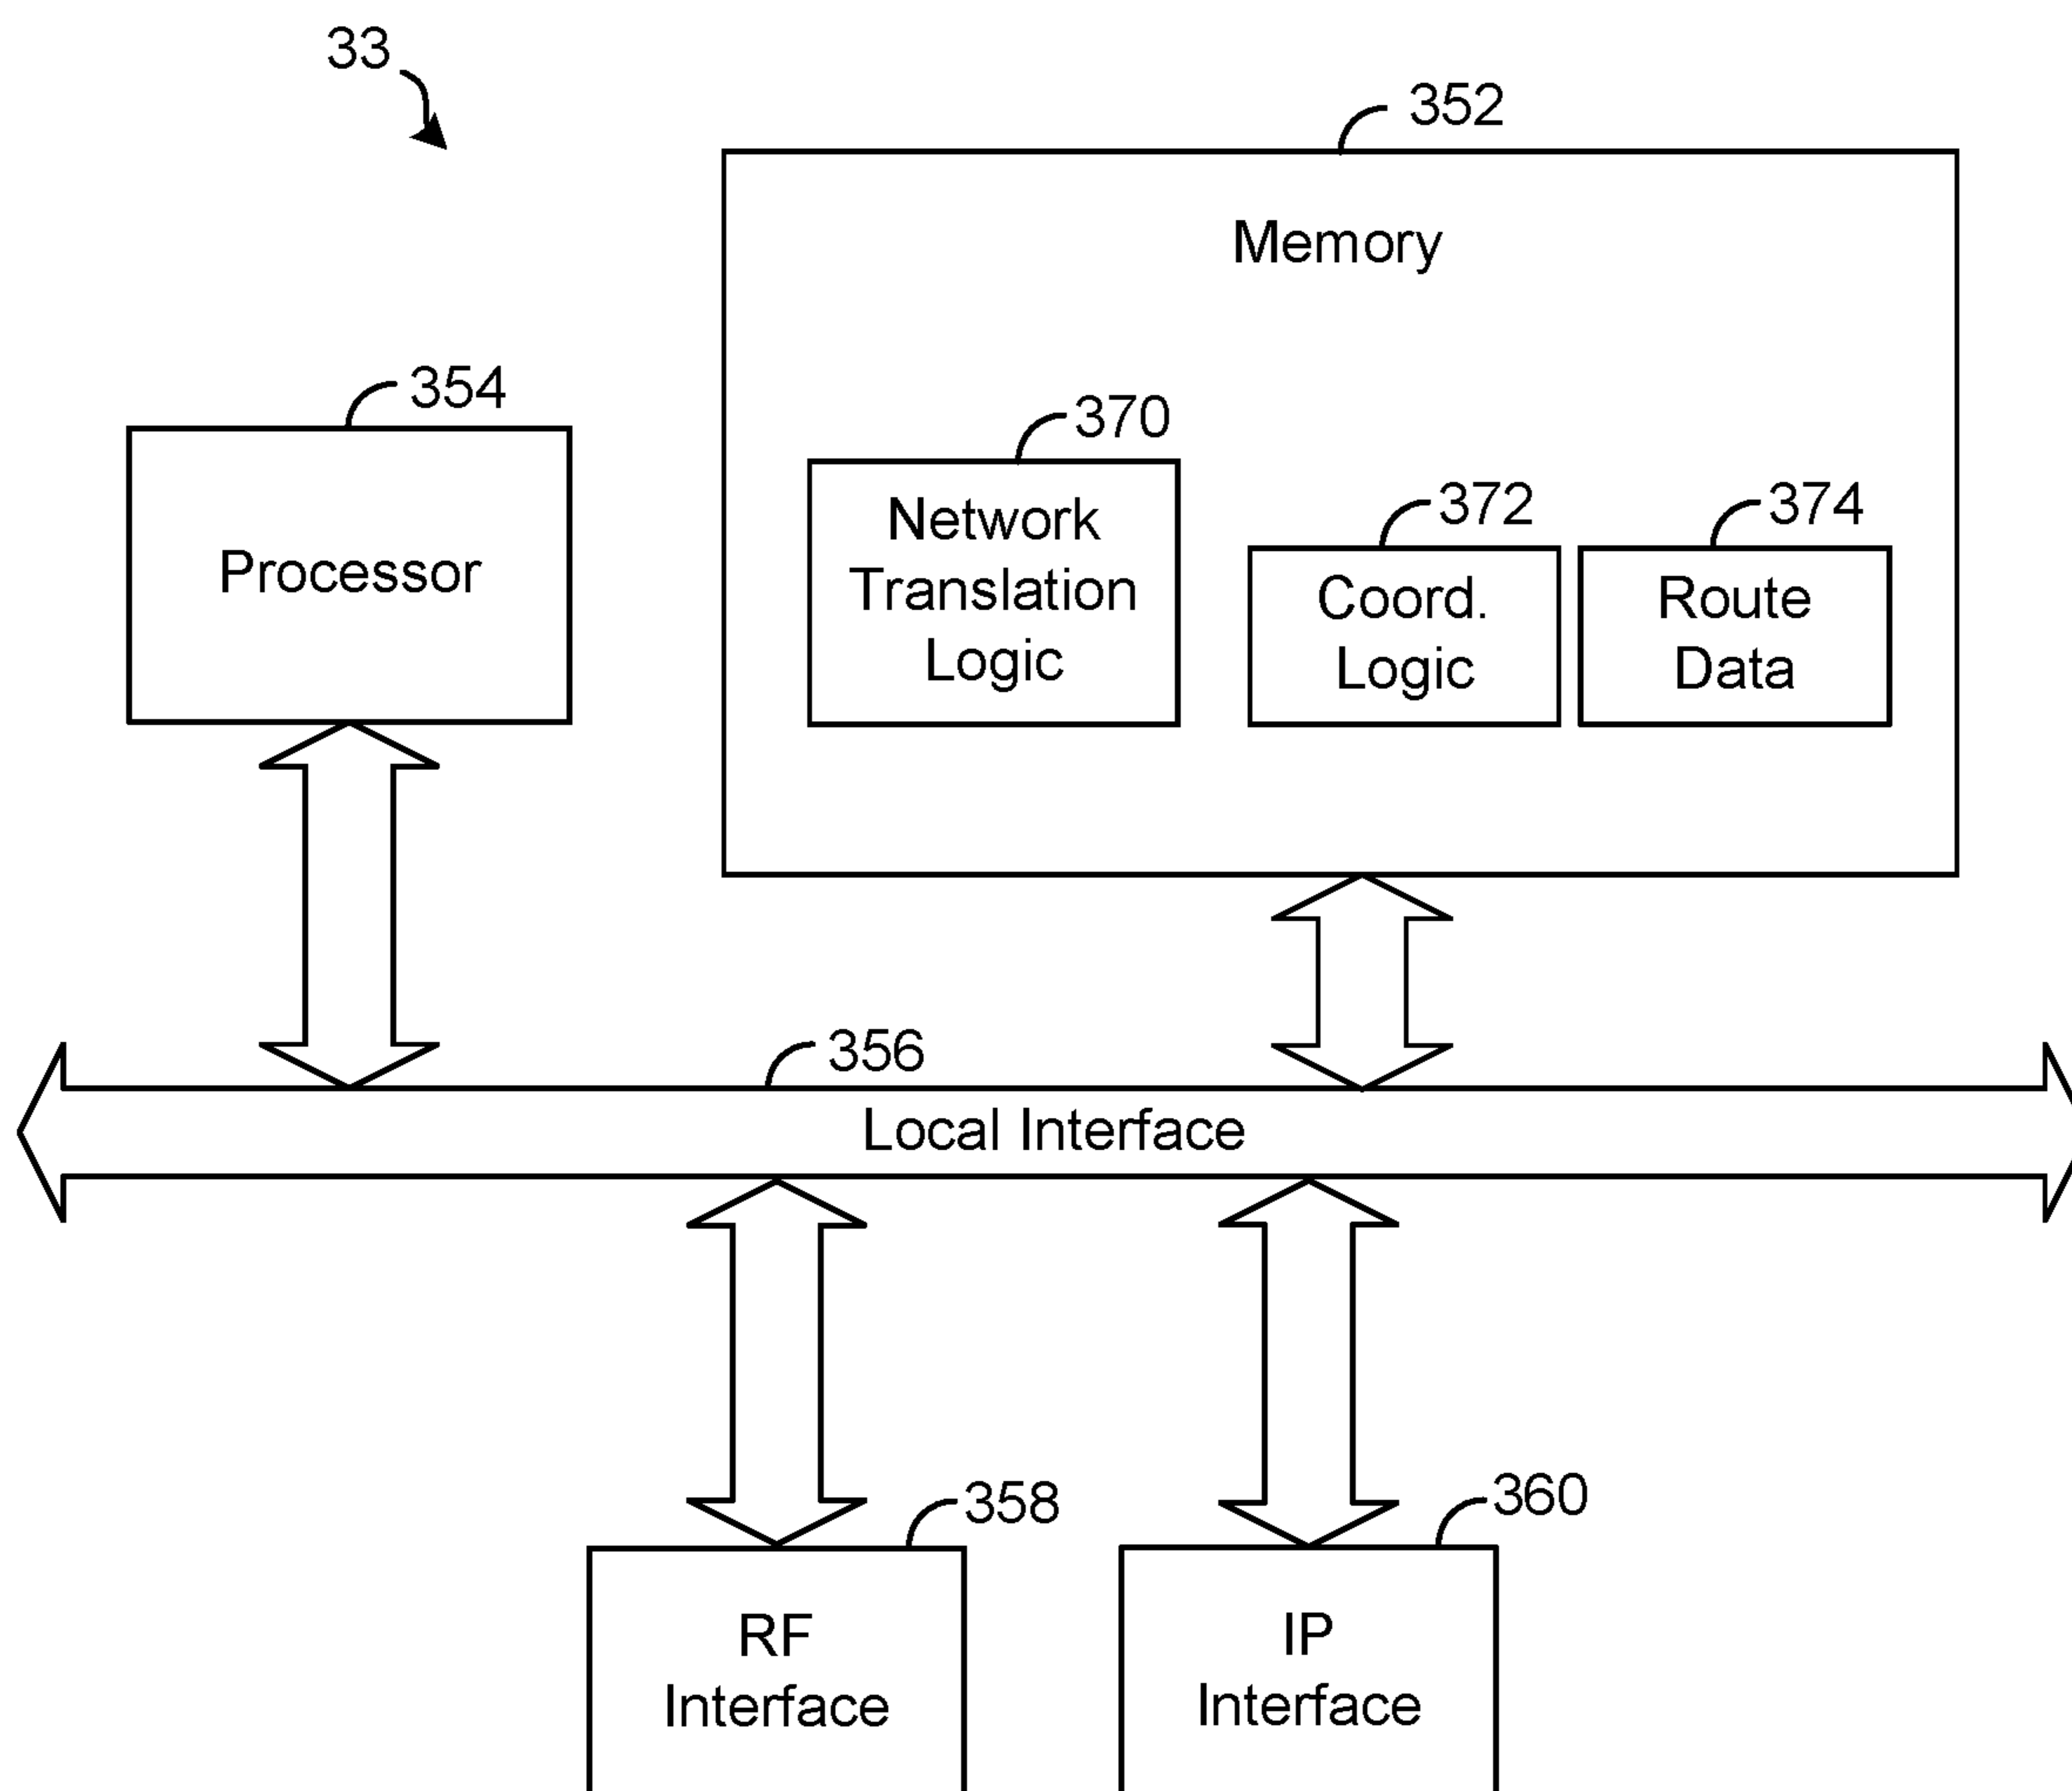 33
352
Memory
354
Processor
370
Network
Translation
Logic
372
Coord.
Logic
374
Route
Data
356
Local Interface
358
RF
Interface
360
IP
Interface